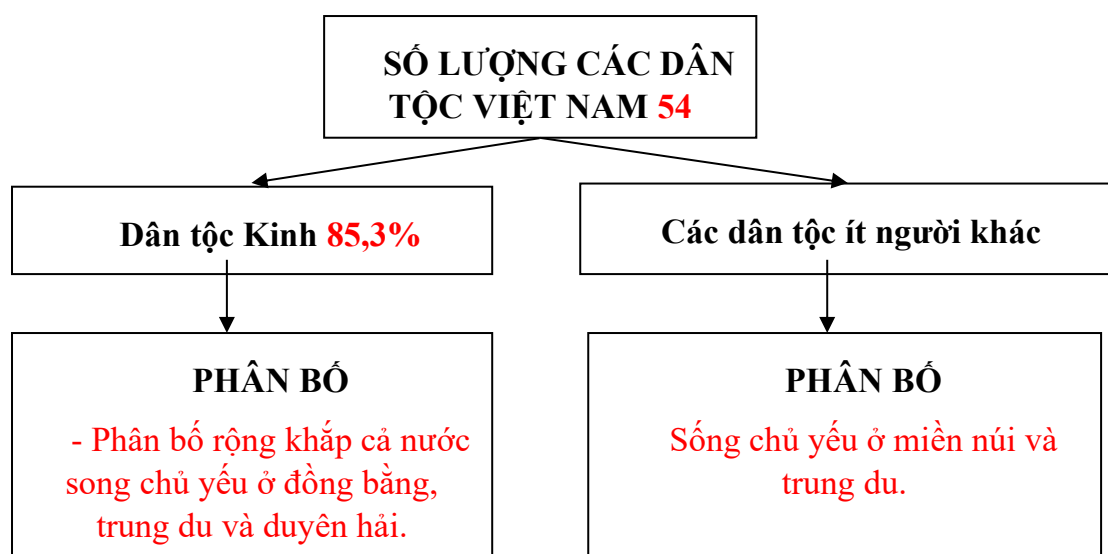 SỐ LƯỢNG CÁC DÂN
TỘC VIỆT NAM 54
Dân tộc Kinh 85,3%
Các dân tộc ít người khác
PHÂN BỐ
- Phân bố rộng khắp cả nước
song chủ yếu ở đồng bằng,
trung du và duyên hải.
PHÂN BỐ
Sống chủ yếu ở miền núi và
trung du.